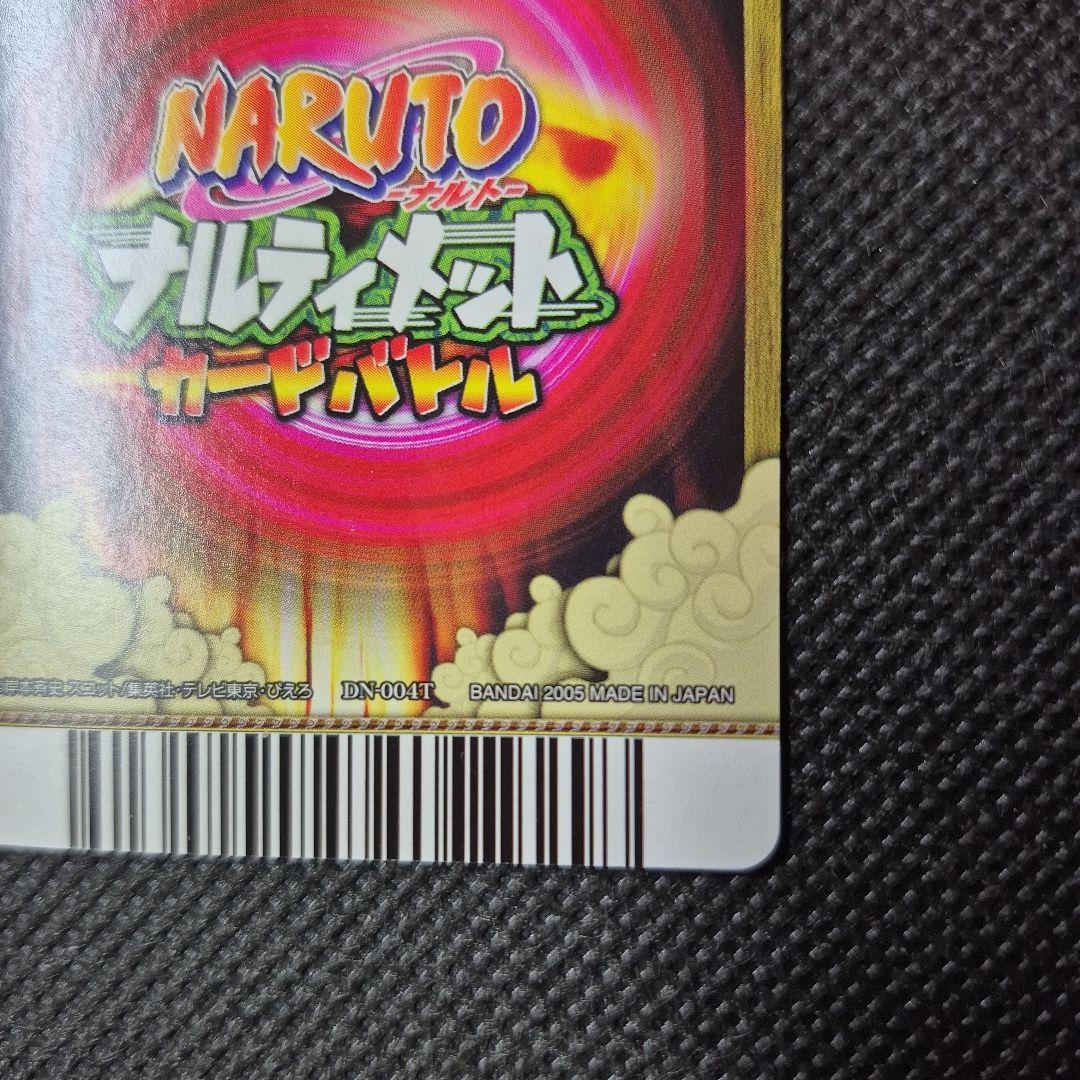 NARUTO
-ナルト-
ナルティメット
カードバトル
岸本斉史 スコット/集英社・テレビ東京・ぴえろ DN-004T BANDAI 2005 MADE IN JAPAN